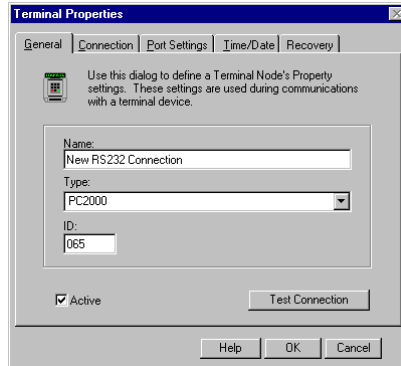 Terminal Properties
General Connection Port Settings Time/Date Recovery
Use this dialog to define a Terminal Node's Property
settings. These settings are used during communications
with a terminal device.
Name:
New RS232 Connection
Type:
PC2000
ID:
065
Active Test Connection
Help OK Cancel